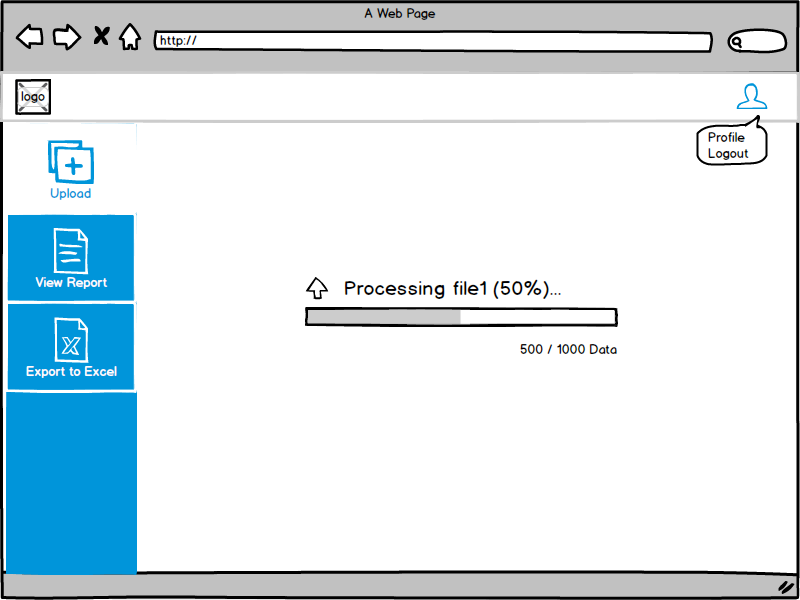 A Web Page
http://
logo
Profile
Logout
Upload
View Report
Processing file1 (50%)...
500 / 1000 Data
Export to Excel